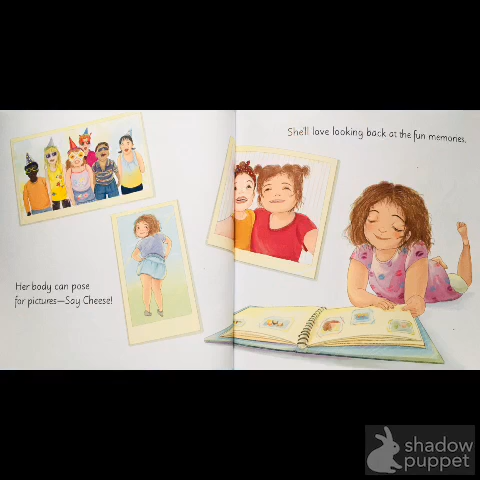 She'll love looking back at the fun memories.
Her body can pose
for pictures—Say Cheese!
shadow
puppet